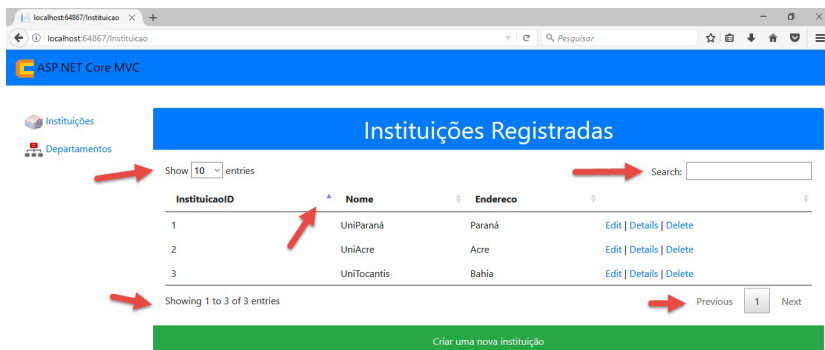 localhost:64867/Instituicao
localhost:64867/Instituicao
Pesquisar
ASP.NET Core MVC
Instituições
Departamentos
Instituições Registradas
Show 10 entries
Search:
InstituicaoID Nome Endereco
1 UniParaná Paraná Edit | Details | Delete
2 UniAcre Acre Edit | Details | Delete
3 UniTocantis Bahia Edit | Details | Delete
Showing 1 to 3 of 3 entries
Previous 1 Next
Criar uma nova instituição